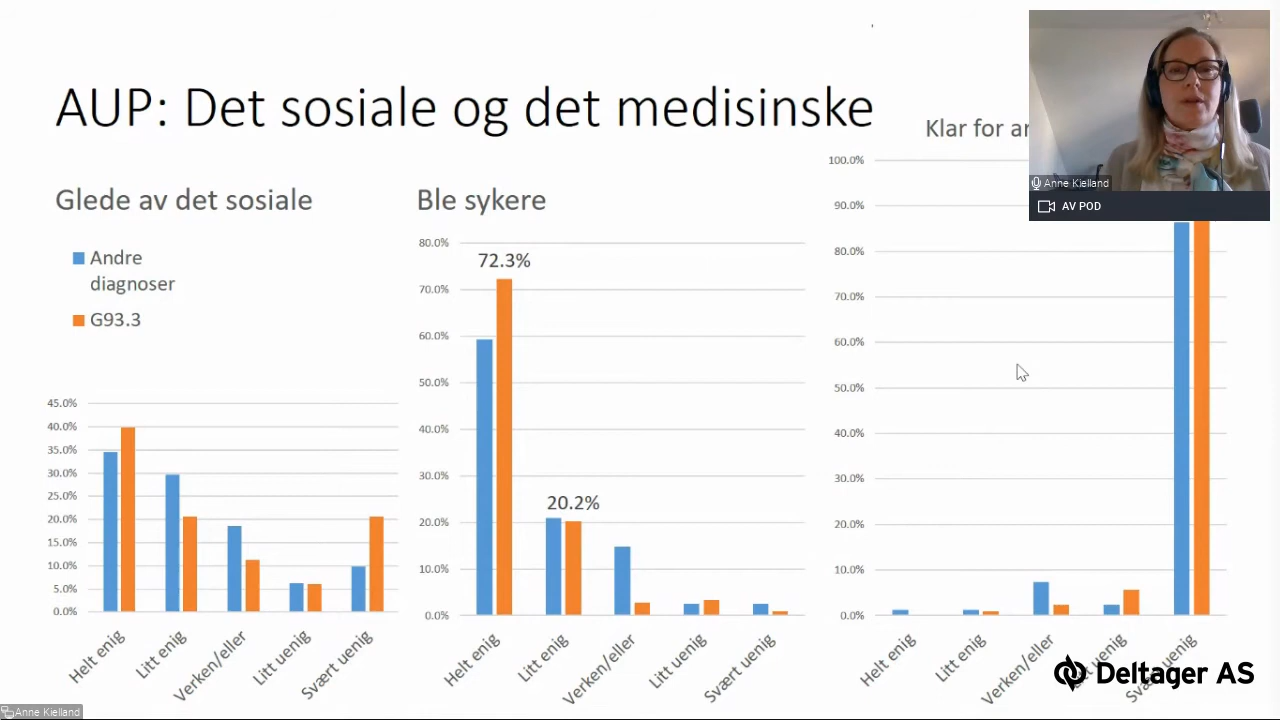 AUP: Det sosiale og det medisinske
Glede av det sosiale
Andre
diagnoser
G93.3
45.0%
40.0%
35.0%
30.0%
25.0%
20.0%
15.0%
10.0%
5.0%
0.0%
Helt enig
Litt enig
Verken/eller
Litt uenig
Svært uenig
Ble sykere
80.0%
70.0%
60.0%
50.0%
40.0%
30.0%
20.0%
10.0%
0.0%
72.3%
20.2%
Helt enig
Litt enig
Verken/eller
Litt uenig
Svært uenig
Klar for
100.0%
90.0%
80.0%
70.0%
60.0%
50.0%
40.0%
30.0%
20.0%
10.0%
0.0%
Helt enig
Litt enig
Verken/eller
uenig
Anne Kielland
AV POD
Deltager AS
Anne Kielland